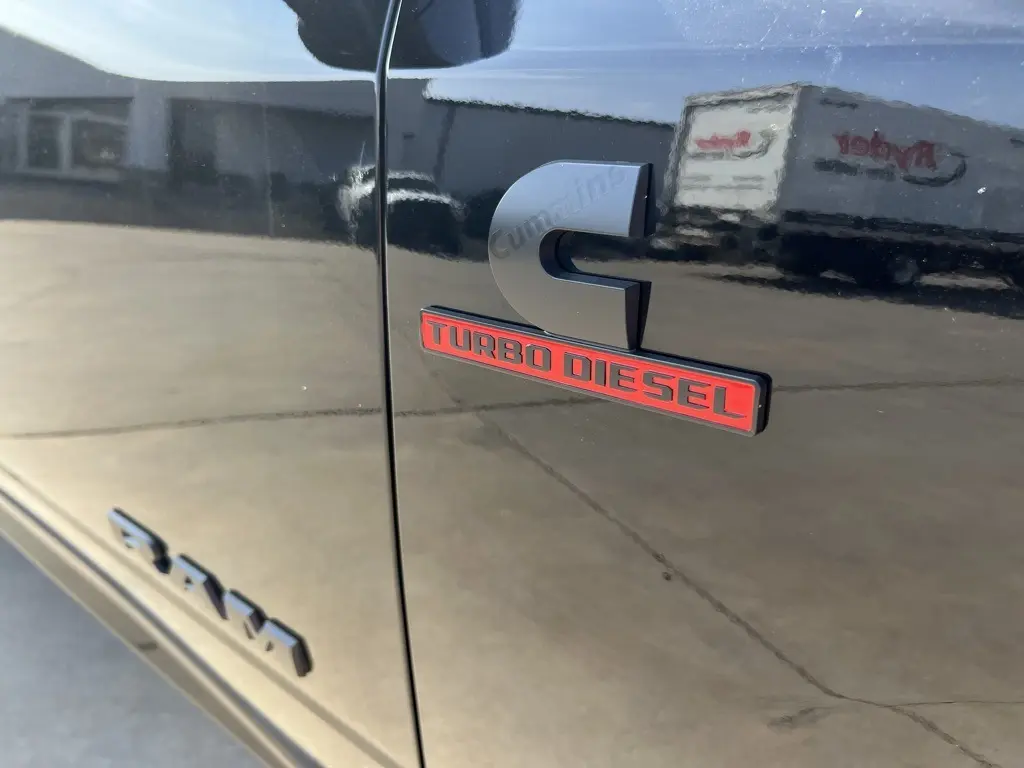 Ryder
Cummins
TURBO DIESEL
RAM